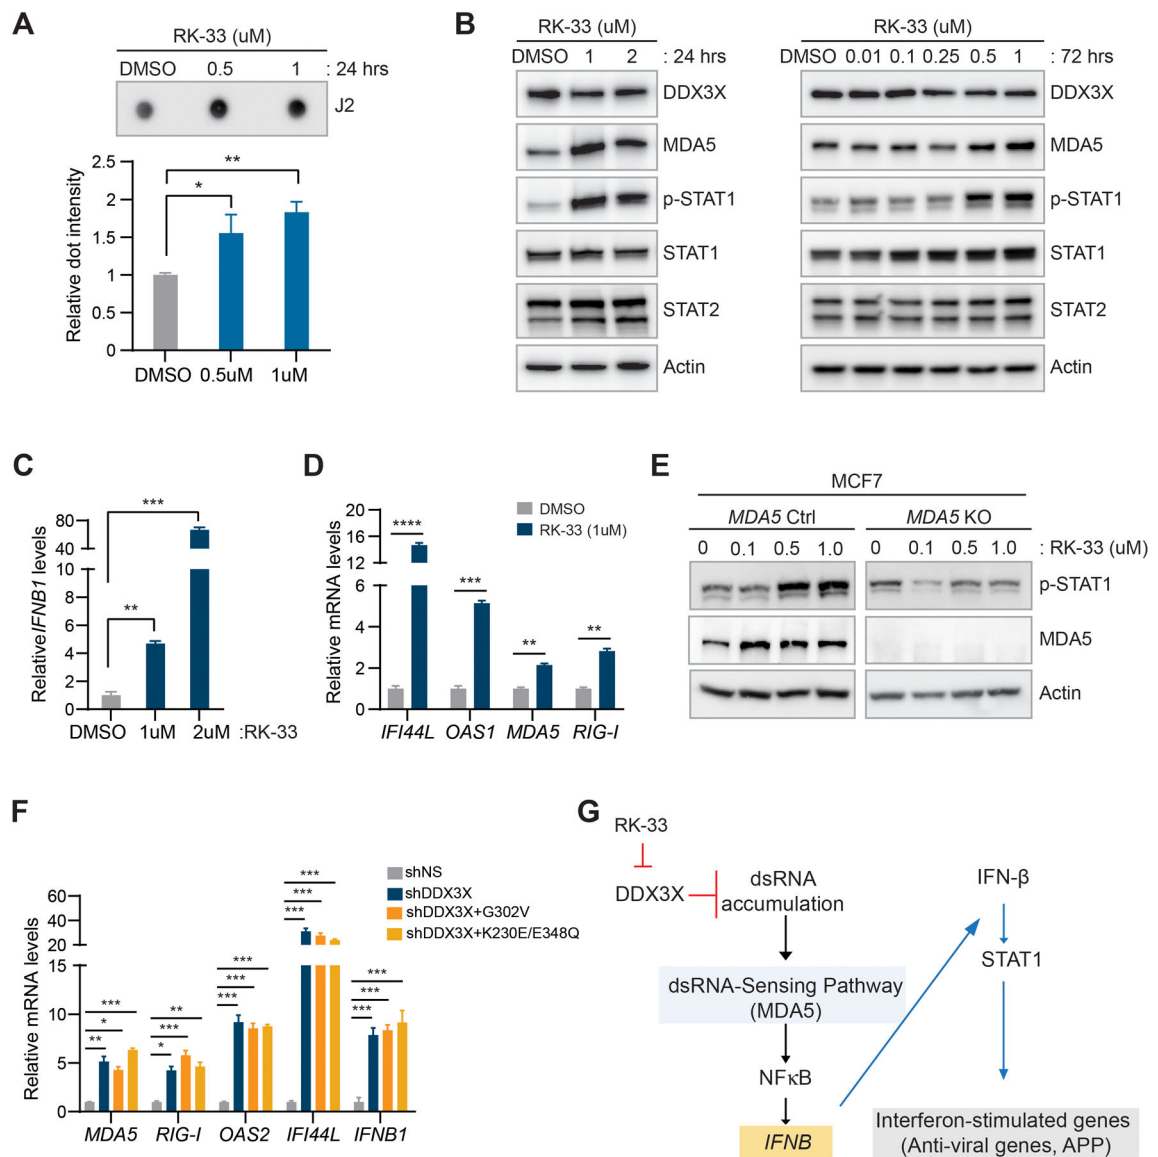 A
RK-33 (uM)
DMSO 0.5 1 : 24 hrs
J2
2.5
2
1.5
1
0.5
0
Relative dot intensity
*
**
DMSO 0.5uM 1uM
B
RK-33 (uM)
DMSO 1 2 : 24 hrs
DDX3X
MDA5
p-STAT1
STAT1
STAT2
Actin
RK-33 (uM)
DMSO 0.01 0.1 0.25 0.5 1 : 72 hrs
DDX3X
MDA5
p-STAT1
STAT1
STAT2
Actin
C
Relative IFNB1 levels
80
40
10
8
6
4
2
0
***
**
DMSO 1uM 2uM :RK-33
D
DMSO
RK-33 (1uM)
Relative mRNA levels
20
16
12
6
4
2
0
****
***
**
**
IFI44L OAS1 MDA5 RIG-I
E
MCF7
MDA5 Ctrl MDA5 KO
0 0.1 0.5 1.0 0 0.1 0.5 1.0 : RK-33 (uM)
p-STAT1
MDA5
Actin
F
shNS
shDDX3X
shDDX3X+G302V
shDDX3X+K230E/E348Q
Relative mRNA levels
60
40
20
15
10
5
0
***
*
**
**
***
*
***
***
***
***
***
***
***
***
***
MDA5 RIG-I OAS2 IFI44L IFNB1
G
RK-33
DDX3X
dsRNA
accumulation
dsRNA-Sensing Pathway
(MDA5)
NFκB
IFNB
IFN-β
STAT1
Interferon-stimulated genes
(Anti-viral genes, APP)